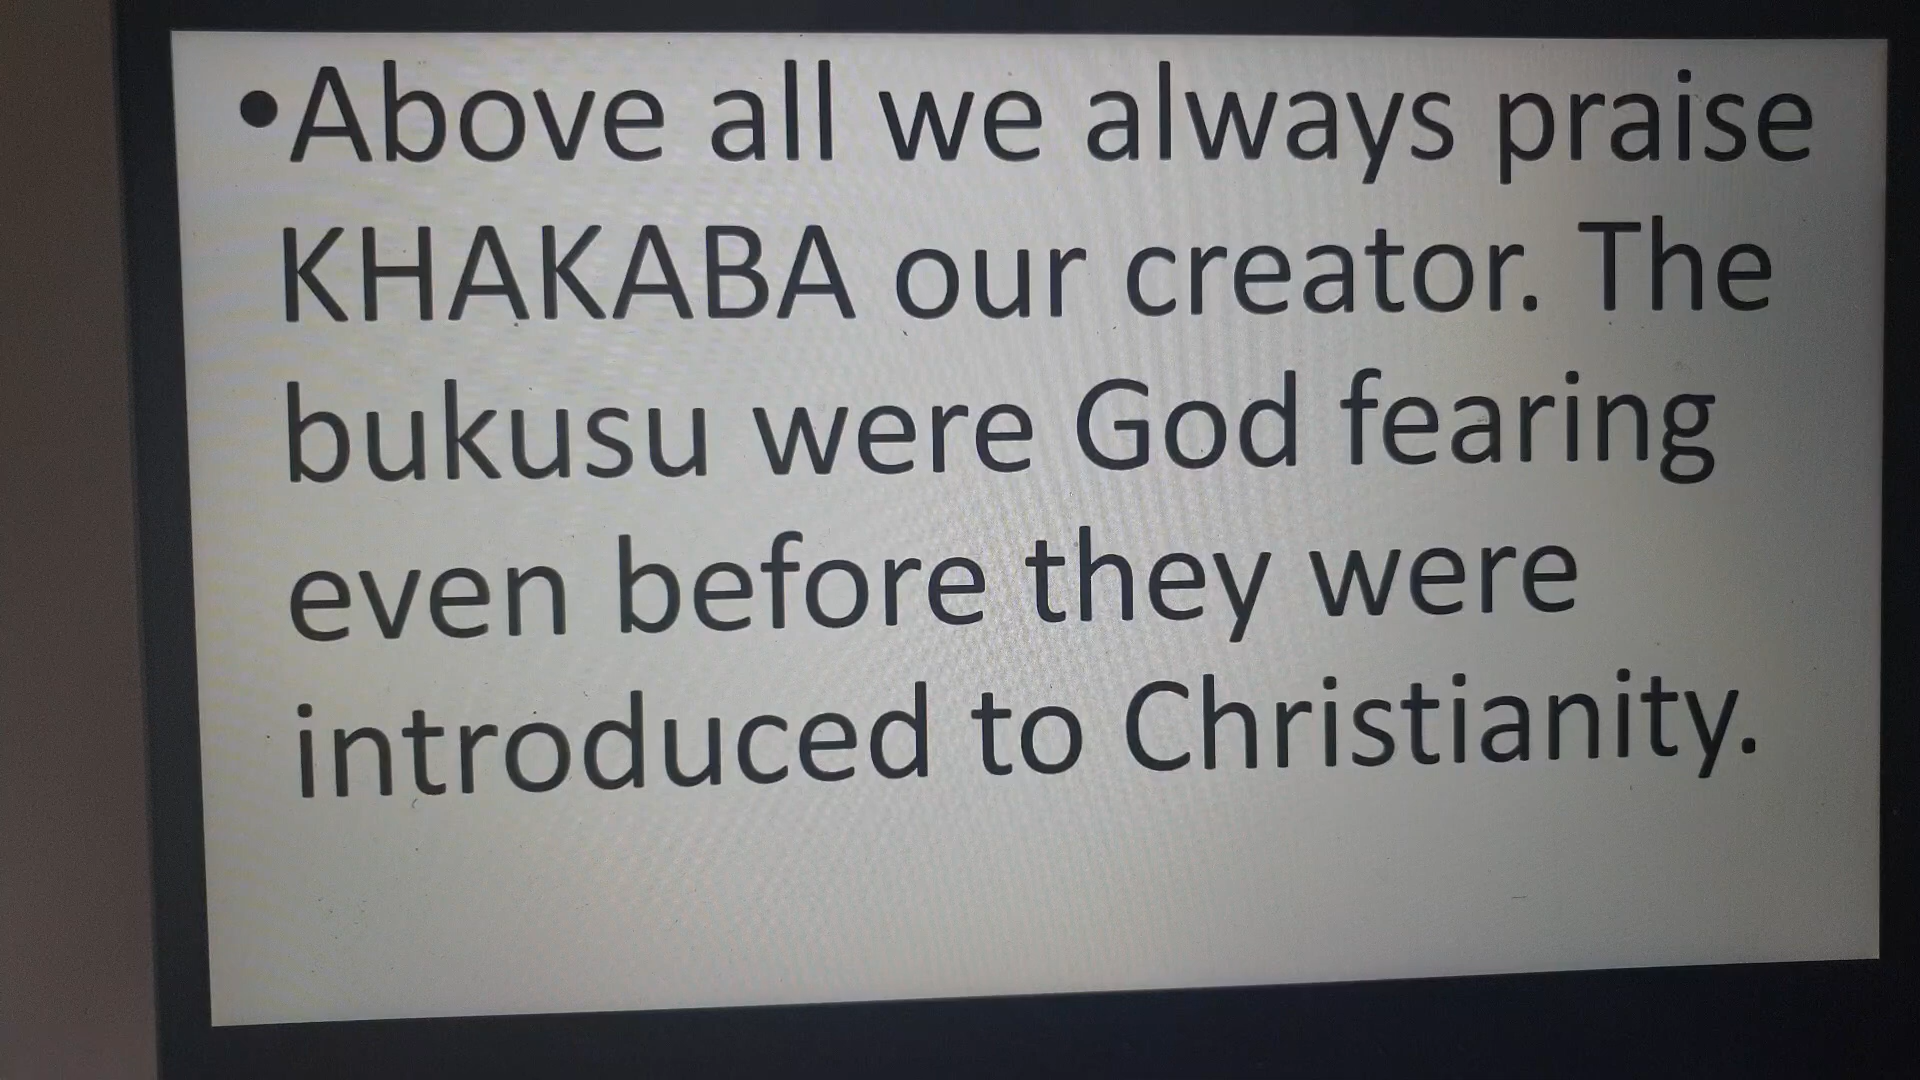 •Above all we always praise
KHAKABA our creator. The
bukusu were God fearing
even before they were
introduced to Christianity.